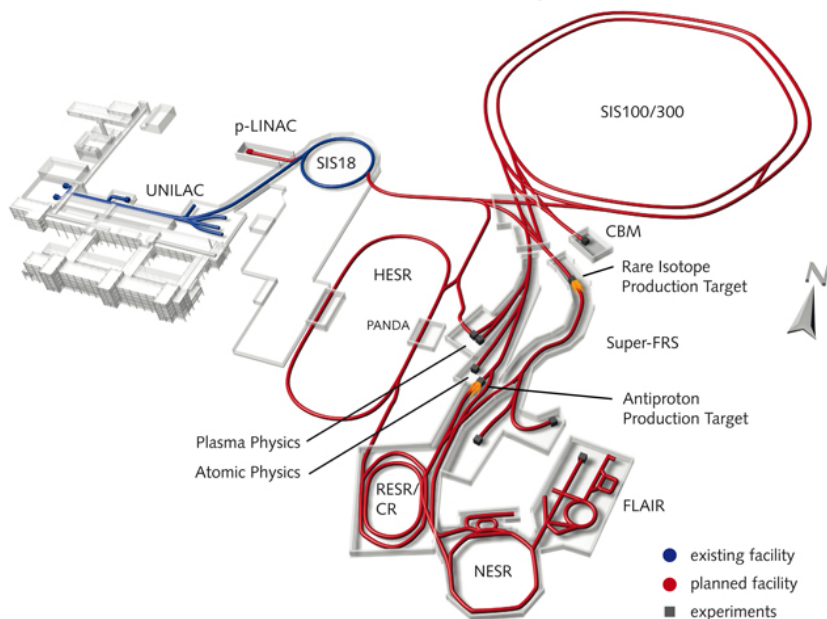 SIS100/300
p-LINAC
SIS18
UNILAC
CBM
HESR
Rare Isotope
Production Target
N
PANDA
Super-FRS
Antiproton
Production Target
Plasma Physics
Atomic Physics
RESR/
CR
FLAIR
NESR
existing facility
planned facility
experiments